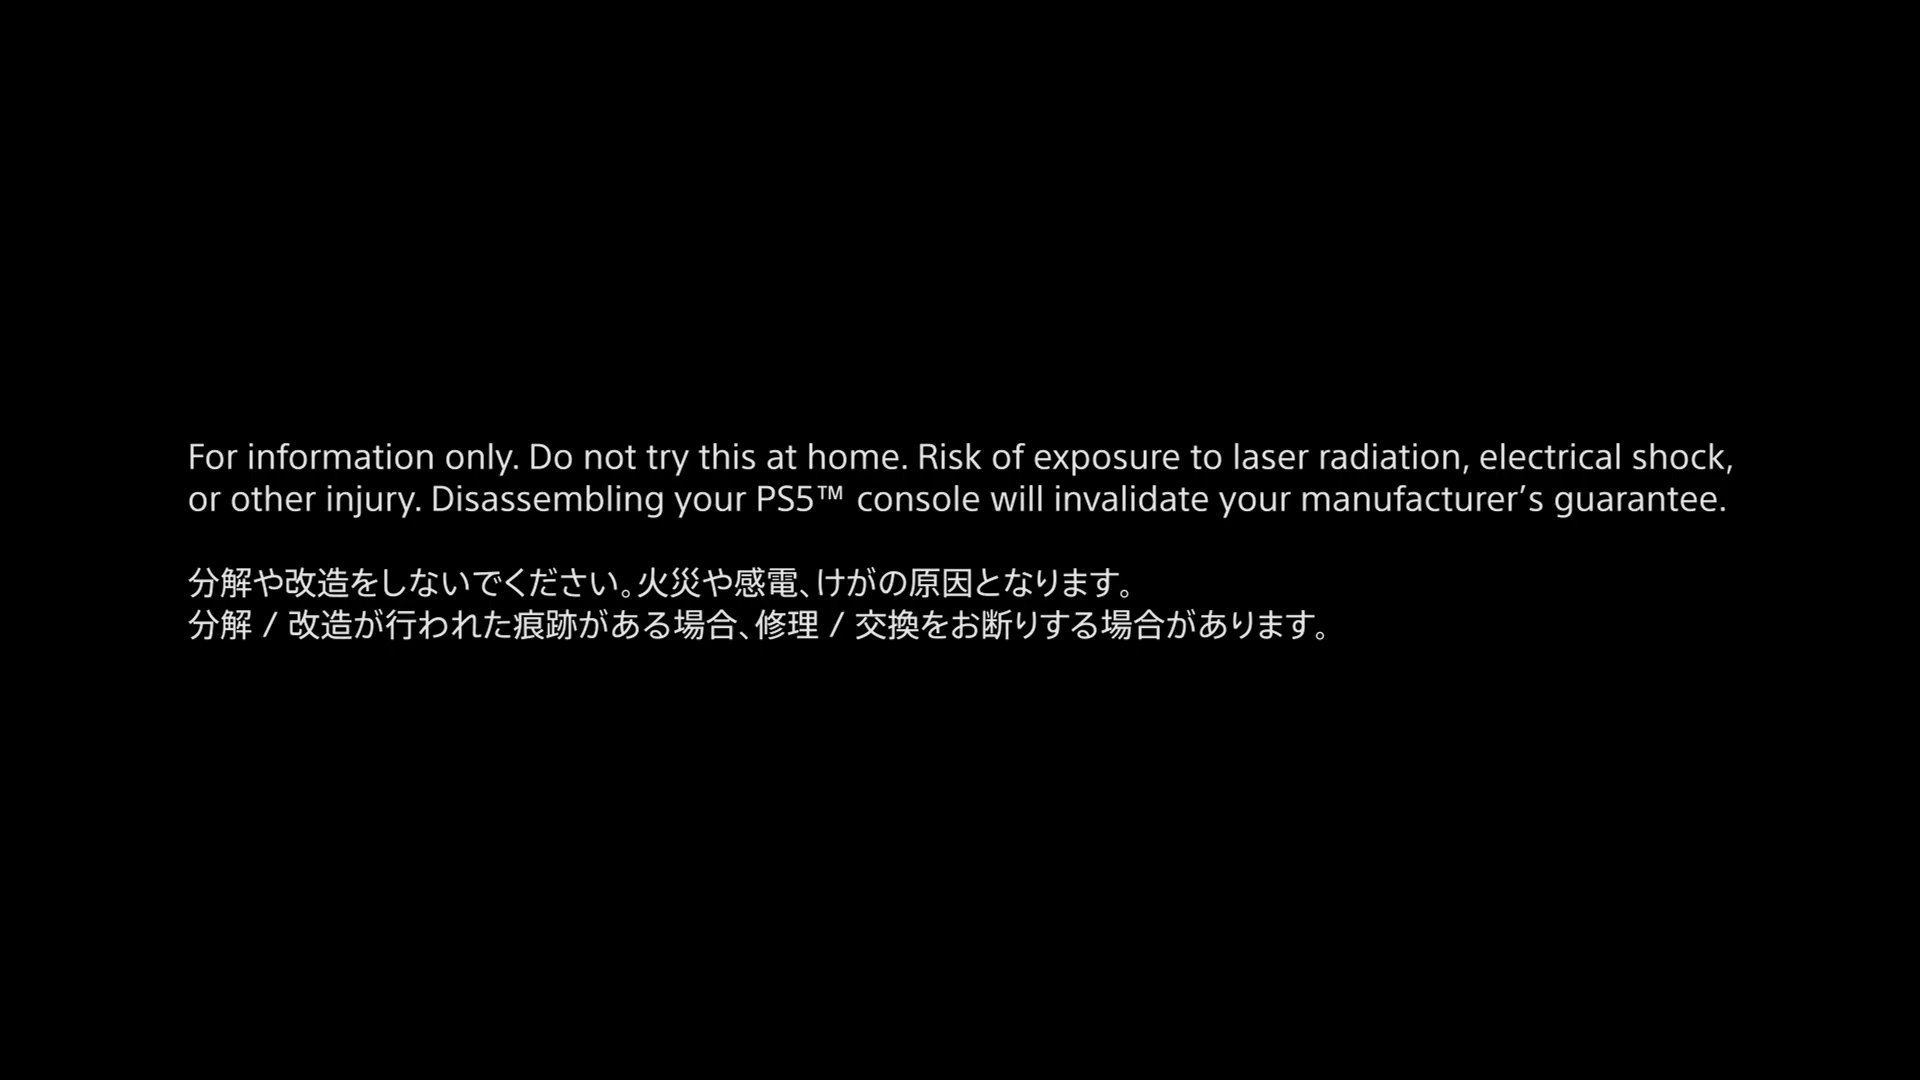 For information only. Do not try this at home. Risk of exposure to laser radiation, electrical shock,
or other injury. Disassembling your PS5™ console will invalidate your manufacturer’s guarantee.
分解や改造をしないでください。火災や感電、けがの原因となります。
分解 / 改造が行われた痕跡がある場合、修理 / 交換をお断りする場合があります。